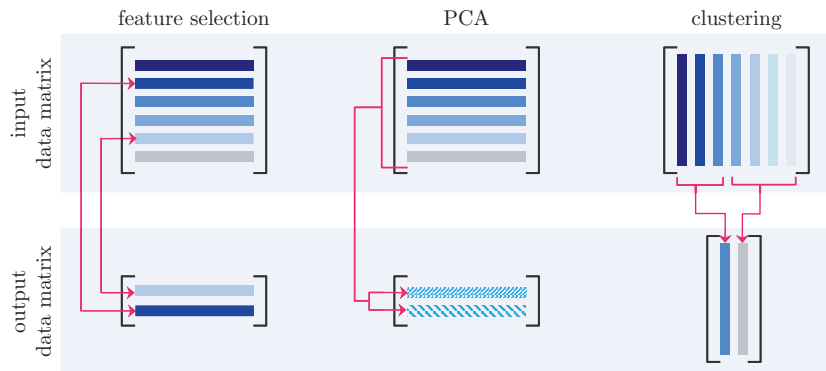 feature selection
PCA
clustering
input
data matrix
output
data matrix